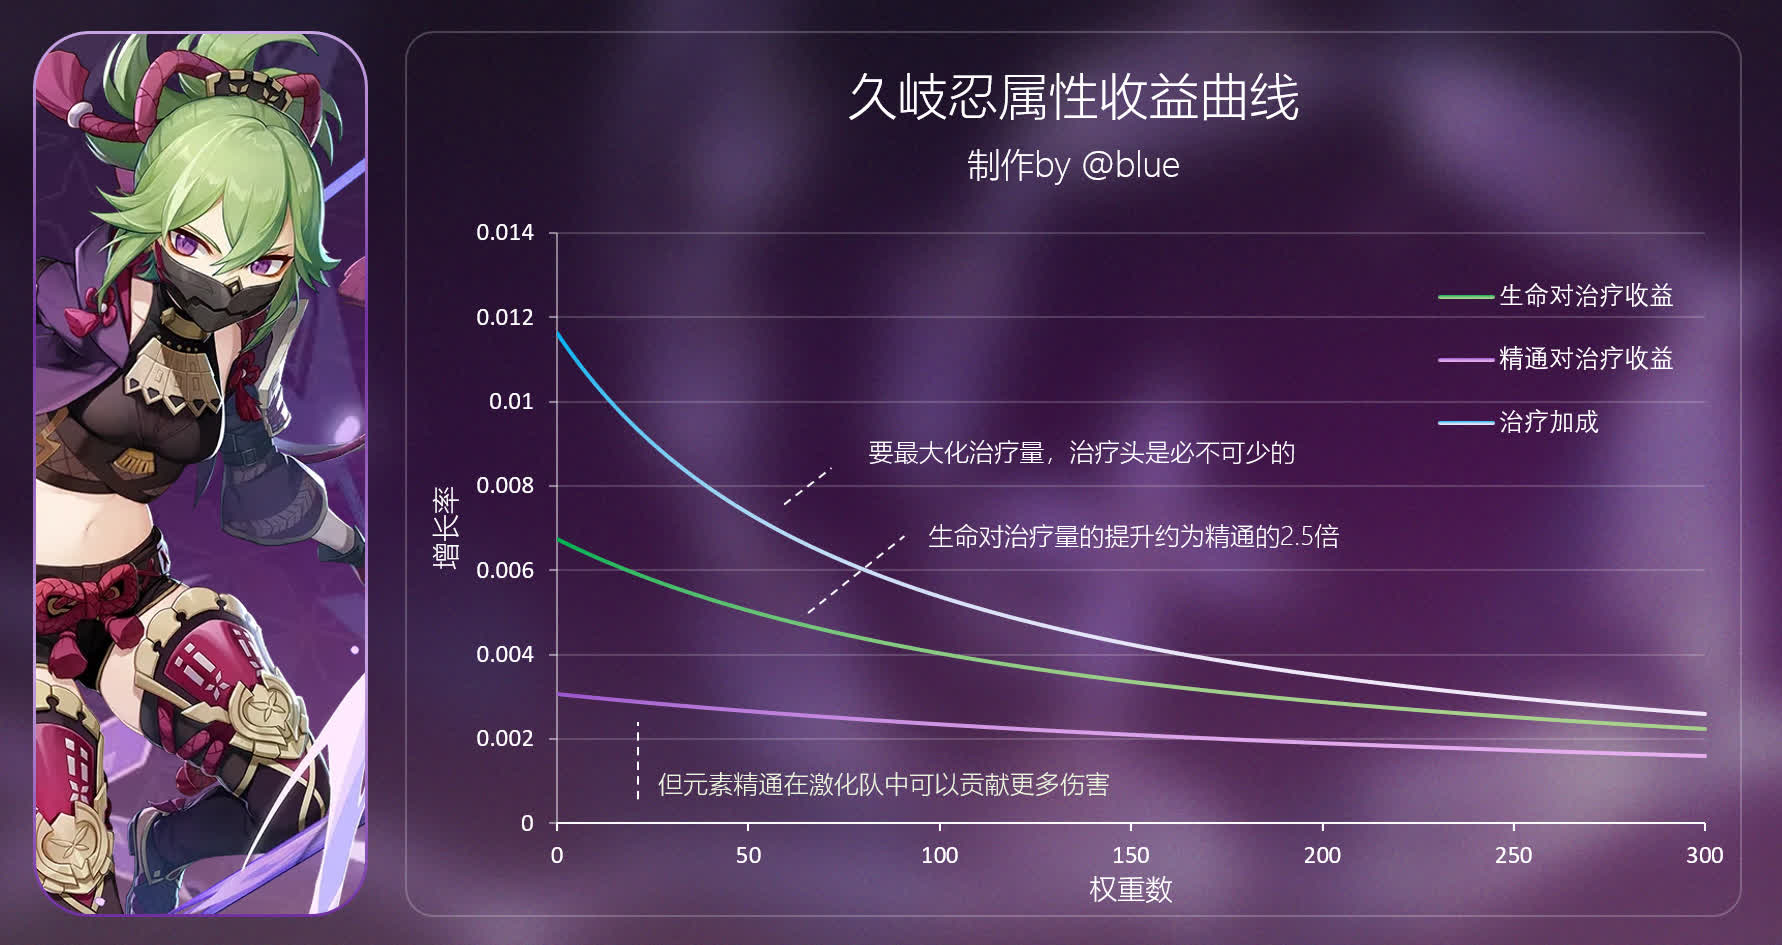 久岐忍属性收益曲线
制作by @blue
0.014
0.012
0.01
0.008
0.006
0.004
0.002
0
增长率
生命对治疗收益
精通对治疗收益
治疗加成
要最大化治疗量，治疗头是必不可少的
生命对治疗量的提升约为精通的2.5倍
但元素精通在激化队中可以贡献更多伤害
0 50 100 150 200 250 300
权重数